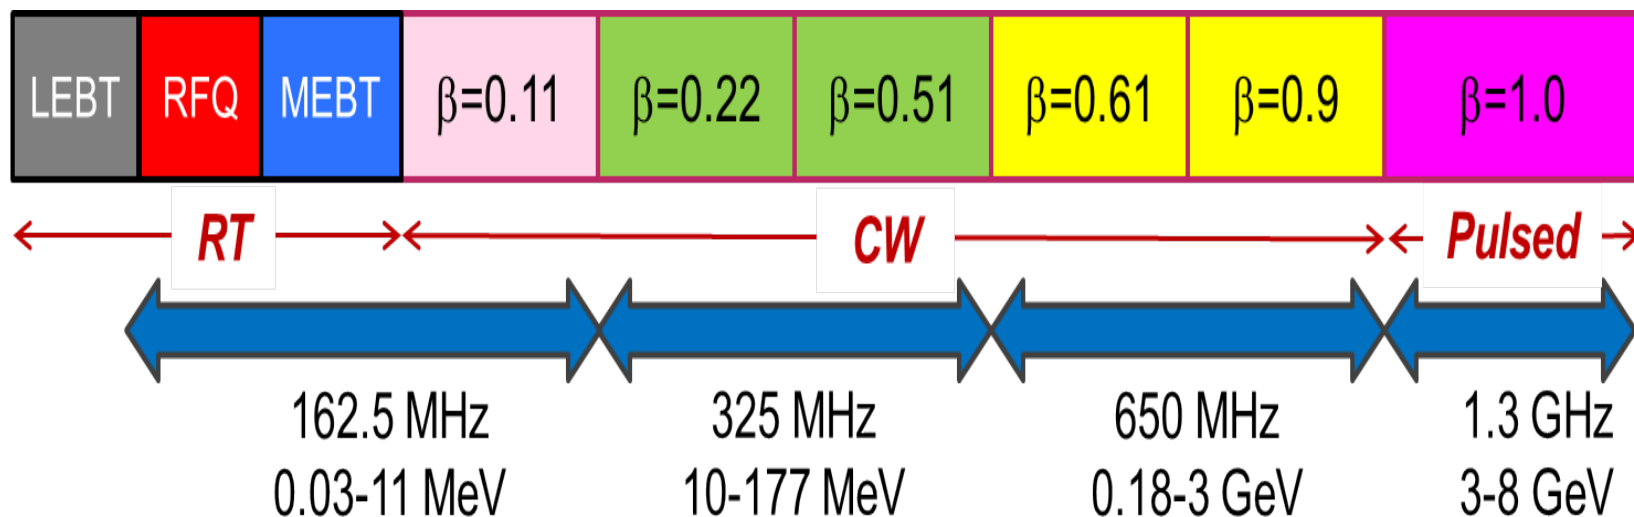 LEBT RFQ MEBT β=0.11 β=0.22 β=0.51 β=0.61 β=0.9 β=1.0
RT CW Pulsed
162.5 MHz 325 MHz 650 MHz 1.3 GHz
0.03-11 MeV 10-177 MeV 0.18-3 GeV 3-8 GeV